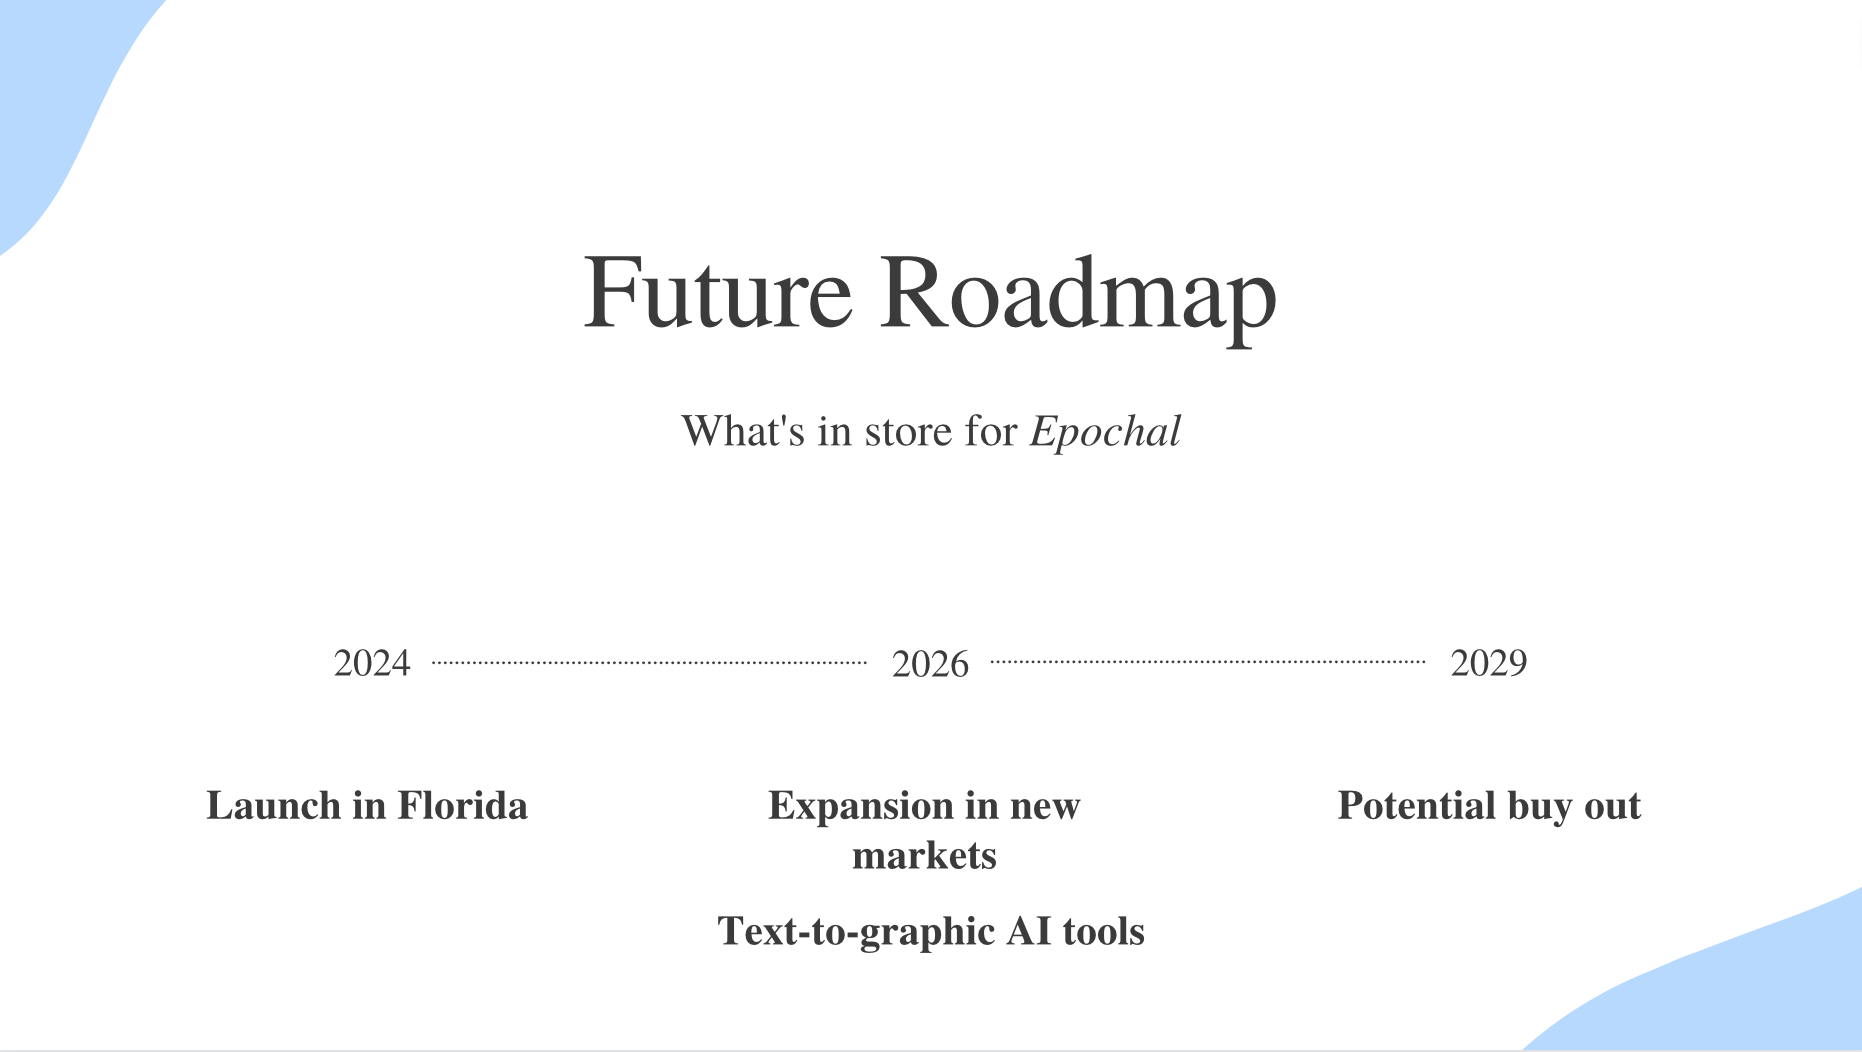 Future Roadmap
What's in store for Epochal
2024 2026 2029
Launch in Florida
Expansion in new
markets
Text-to-graphic AI tools
Potential buy out